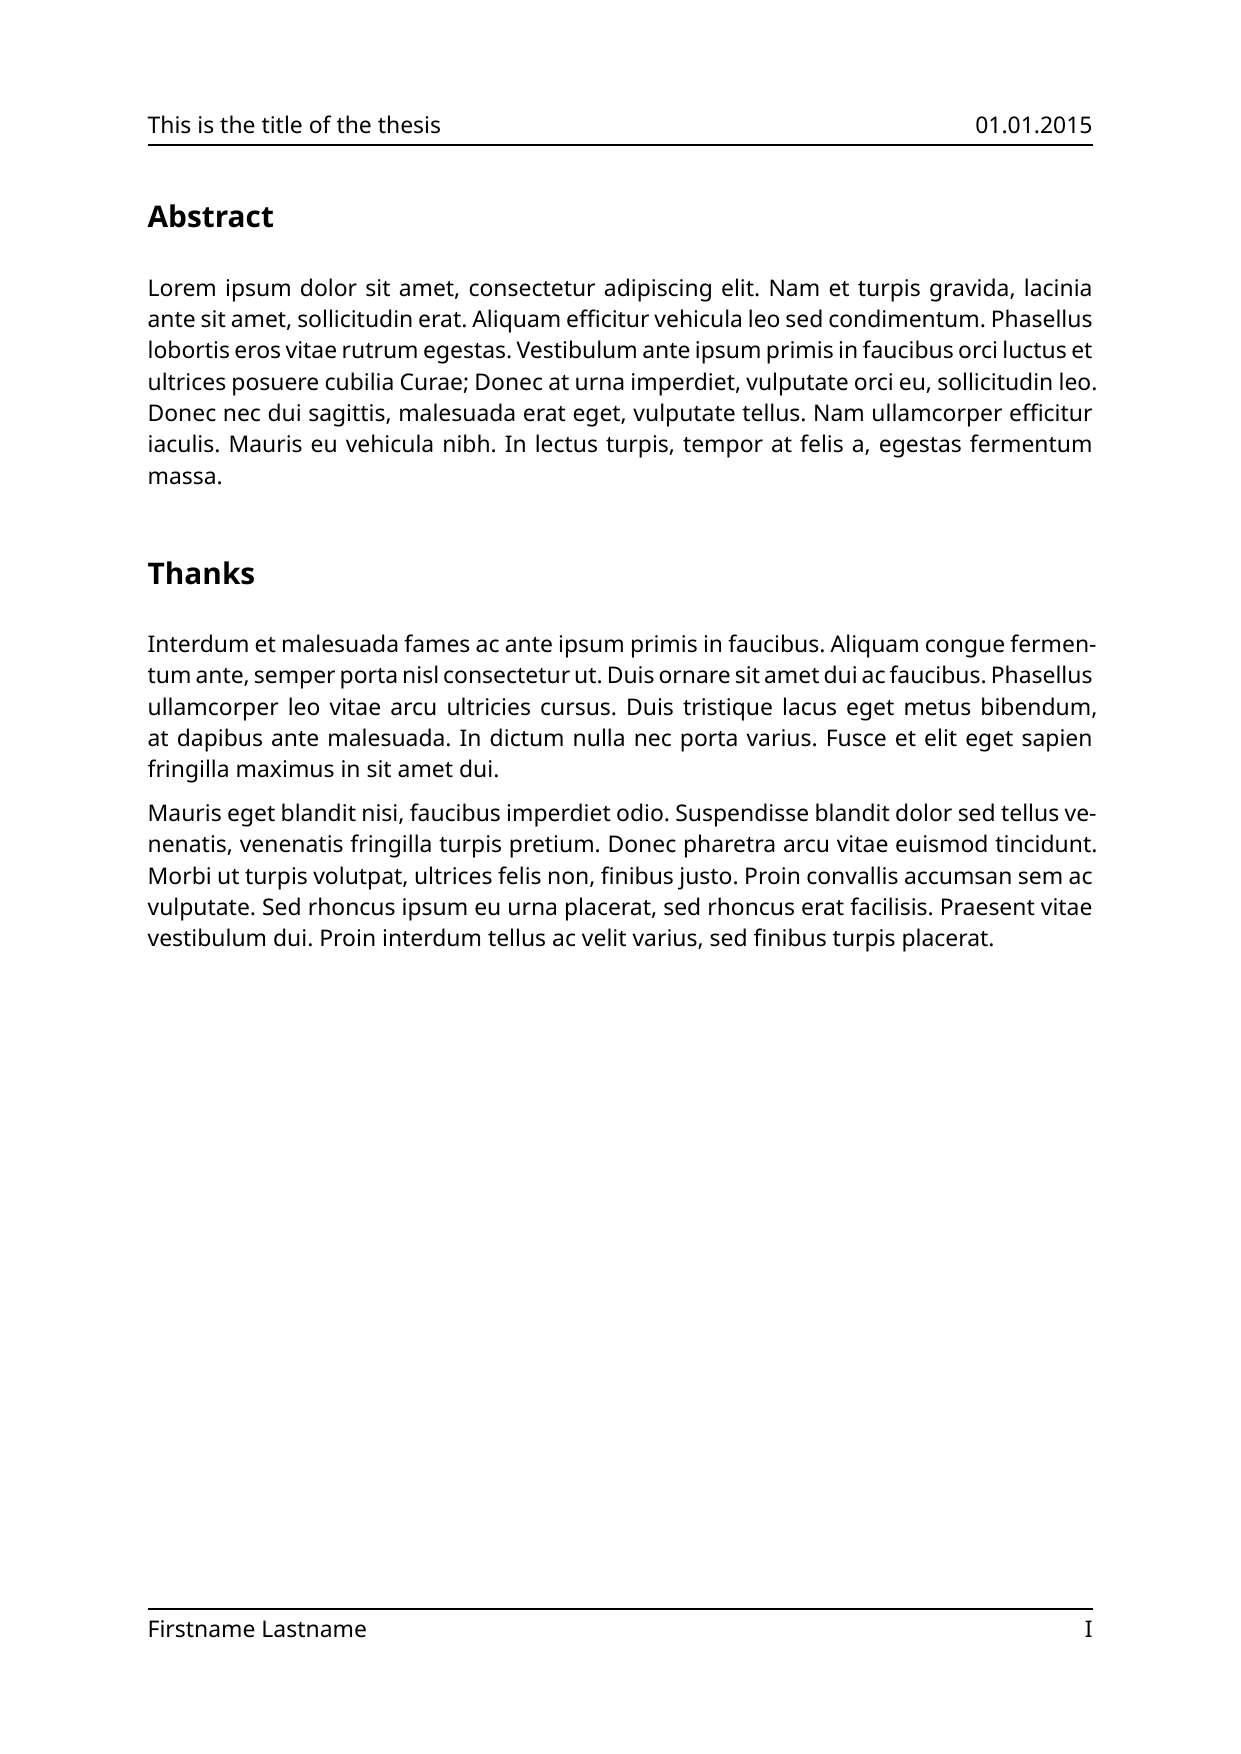 This is the title of the thesis 01.01.2015
Abstract
Lorem ipsum dolor sit amet, consectetur adipiscing elit. Nam et turpis gravida, lacinia
ante sit amet, sollicitudin erat. Aliquam efficitur vehicula leo sed condimentum. Phasellus
lobortis eros vitae rutrum egestas. Vestibulum ante ipsum primis in faucibus orci luctus et
ultrices posuere cubilia Curae; Donec at urna imperdiet, vulputate orci eu, sollicitudin leo.
Donec nec dui sagittis, malesuada erat eget, vulputate tellus. Nam ullamcorper efficitur
iaculis. Mauris eu vehicula nibh. In lectus turpis, tempor at felis a, egestas fermentum
massa.
Thanks
Interdum et malesuada fames ac ante ipsum primis in faucibus. Aliquam congue fermen-
tum ante, semper porta nisl consectetur ut. Duis ornare sit amet dui ac faucibus. Phasellus
ullamcorper leo vitae arcu ultricies cursus. Duis tristique lacus eget metus bibendum,
at dapibus ante malesuada. In dictum nulla nec porta varius. Fusce et elit eget sapien
fringilla maximus in sit amet dui.
Mauris eget blandit nisi, faucibus imperdiet odio. Suspendisse blandit dolor sed tellus ve-
nenatis, venenatis fringilla turpis pretium. Donec pharetra arcu vitae euismod tincidunt.
Morbi ut turpis volutpat, ultrices felis non, finibus justo. Proin convallis accumsan sem ac
vulputate. Sed rhoncus ipsum eu urna placerat, sed rhoncus erat facilisis. Praesent vitae
vestibulum dui. Proin interdum tellus ac velit varius, sed finibus turpis placerat.
Firstname Lastname I